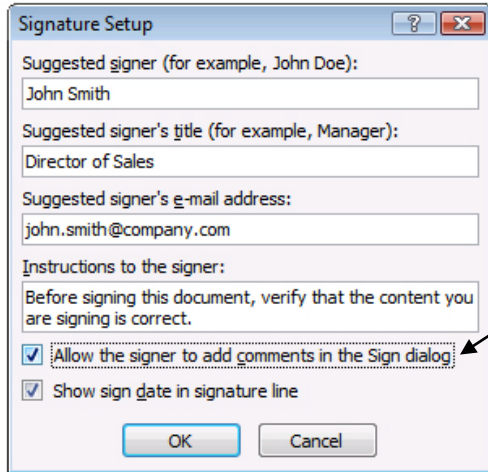 Signature Setup
Suggested signer (for example, John Doe):
John Smith
Suggested signer's title (for example, Manager):
Director of Sales
Suggested signer's e-mail address:
john.smith@company.com
Instructions to the signer:
Before signing this document, verify that the content you
are signing is correct.
Allow the signer to add comments in the Sign dialog
Show sign date in signature line
OK Cancel